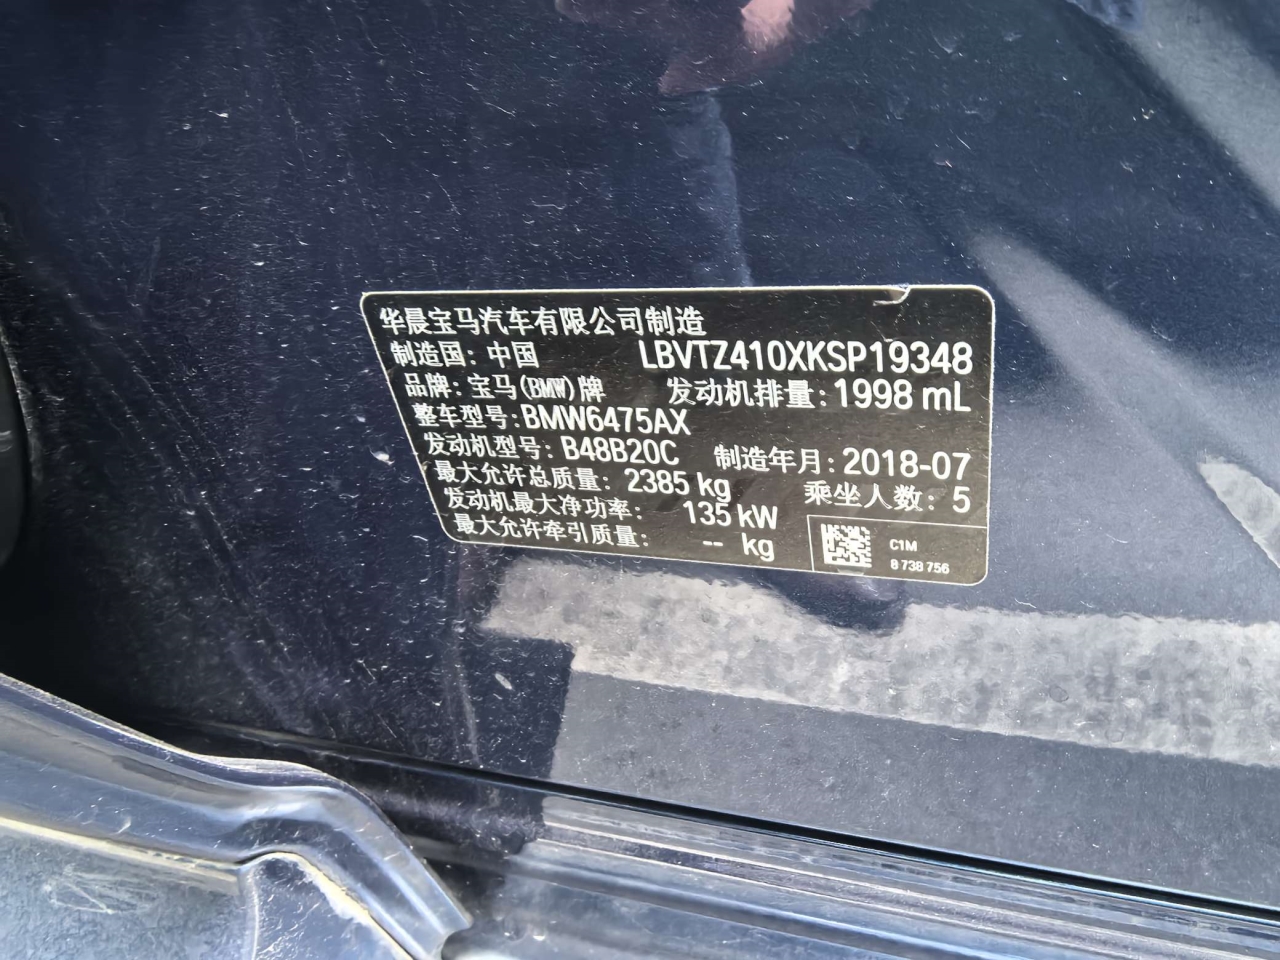 华晨宝马汽车有限公司制造
制造国: 中国 LBVTZ410XKSP19348
品牌: 宝马(BMW)牌 发动机排量: 1998 mL
整车型号: BMW6475AX
发动机型号: B48B20C 制造年月: 2018-07
最大允许总质量: 2385 kg 乘坐人数: 5
发动机最大净功率: 135 kW
最大允许牵引质量: -- kg
C1M
8 738 756